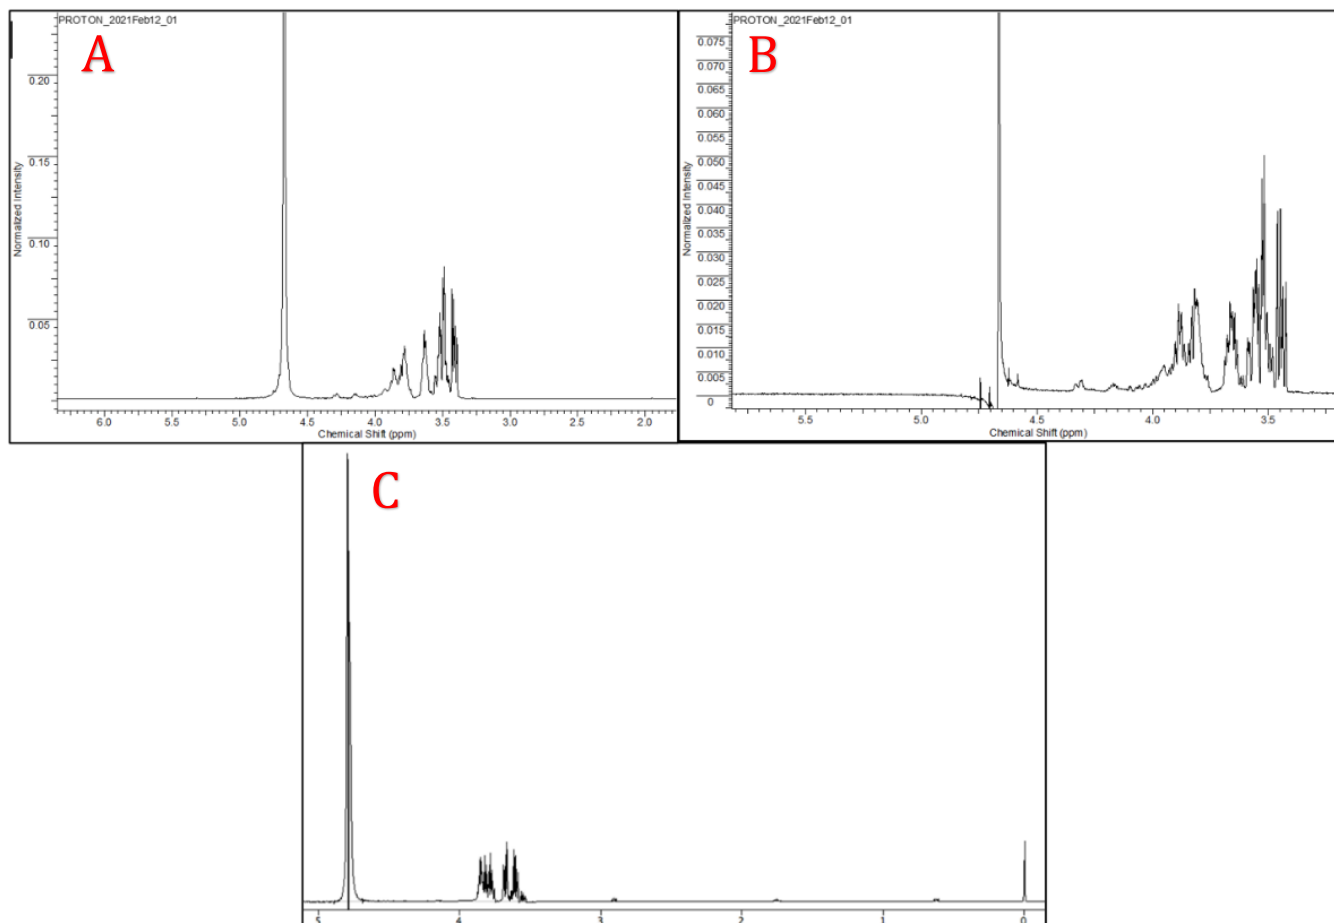 PROTON_2021Feb12_01
A
0.20
0.15
0.10
0.05
Normalized Intensity
6.0 5.5 5.0 4.5 4.0 3.5 3.0 2.5 2.0
Chemical Shift (ppm)
PROTON_2021Feb12_01
B
0.075
0.070
0.065
0.060
0.055
0.050
0.045
0.040
0.035
0.030
0.025
0.020
0.015
0.010
0.005
0
Normalized Intensity
5.5 5.0 4.5 4.0 3.5
Chemical Shift (ppm)
C
5 4 3 2 1 0